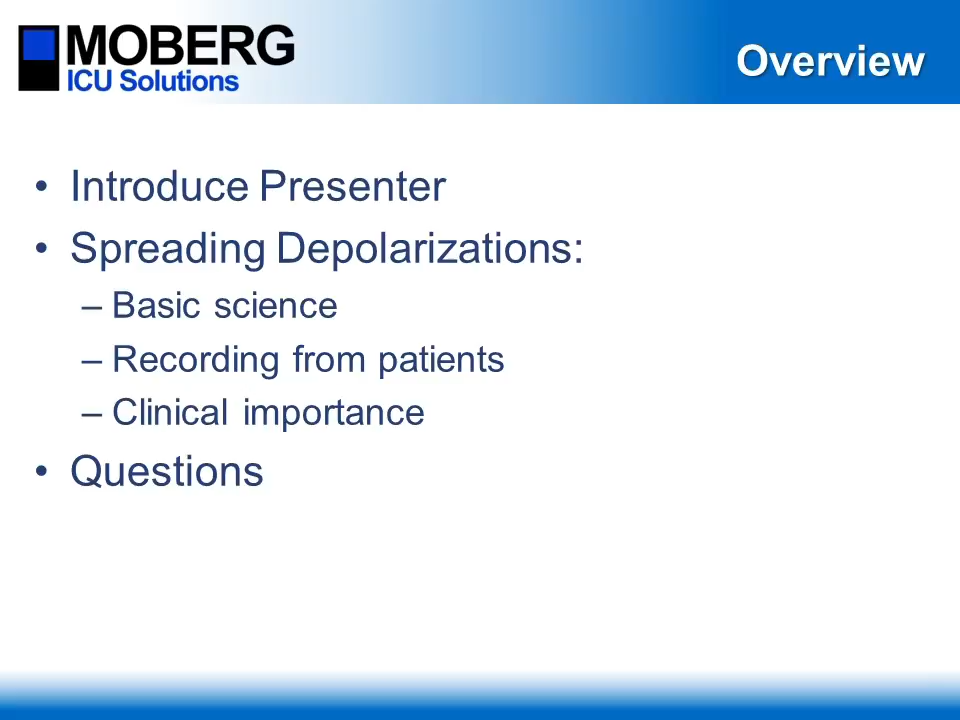 MOBERG
ICU Solutions
Overview
• Introduce Presenter
• Spreading Depolarizations:
– Basic science
– Recording from patients
– Clinical importance
• Questions